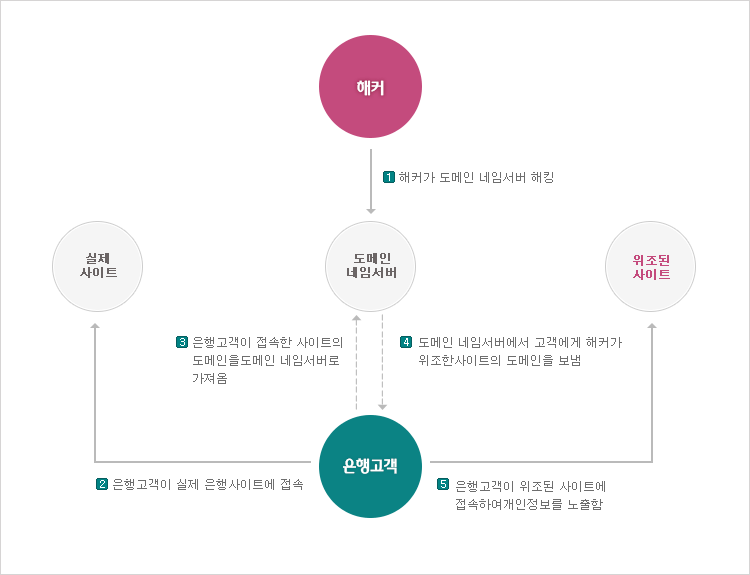 해커
1 해커가 도메인 네임서버 해킹
실제
사이트
도메인
네임서버
위조된
사이트
3 은행고객이 접속한 사이트의
도메인을도메인 네임서버로
가져옴
4 도메인 네임서버에서 고객에게 해커가
위조한사이트의 도메인을 보냄
은행고객
2 은행고객이 실제 은행사이트에 접속
5 은행고객이 위조된 사이트에
접속하여개인정보를 노출함